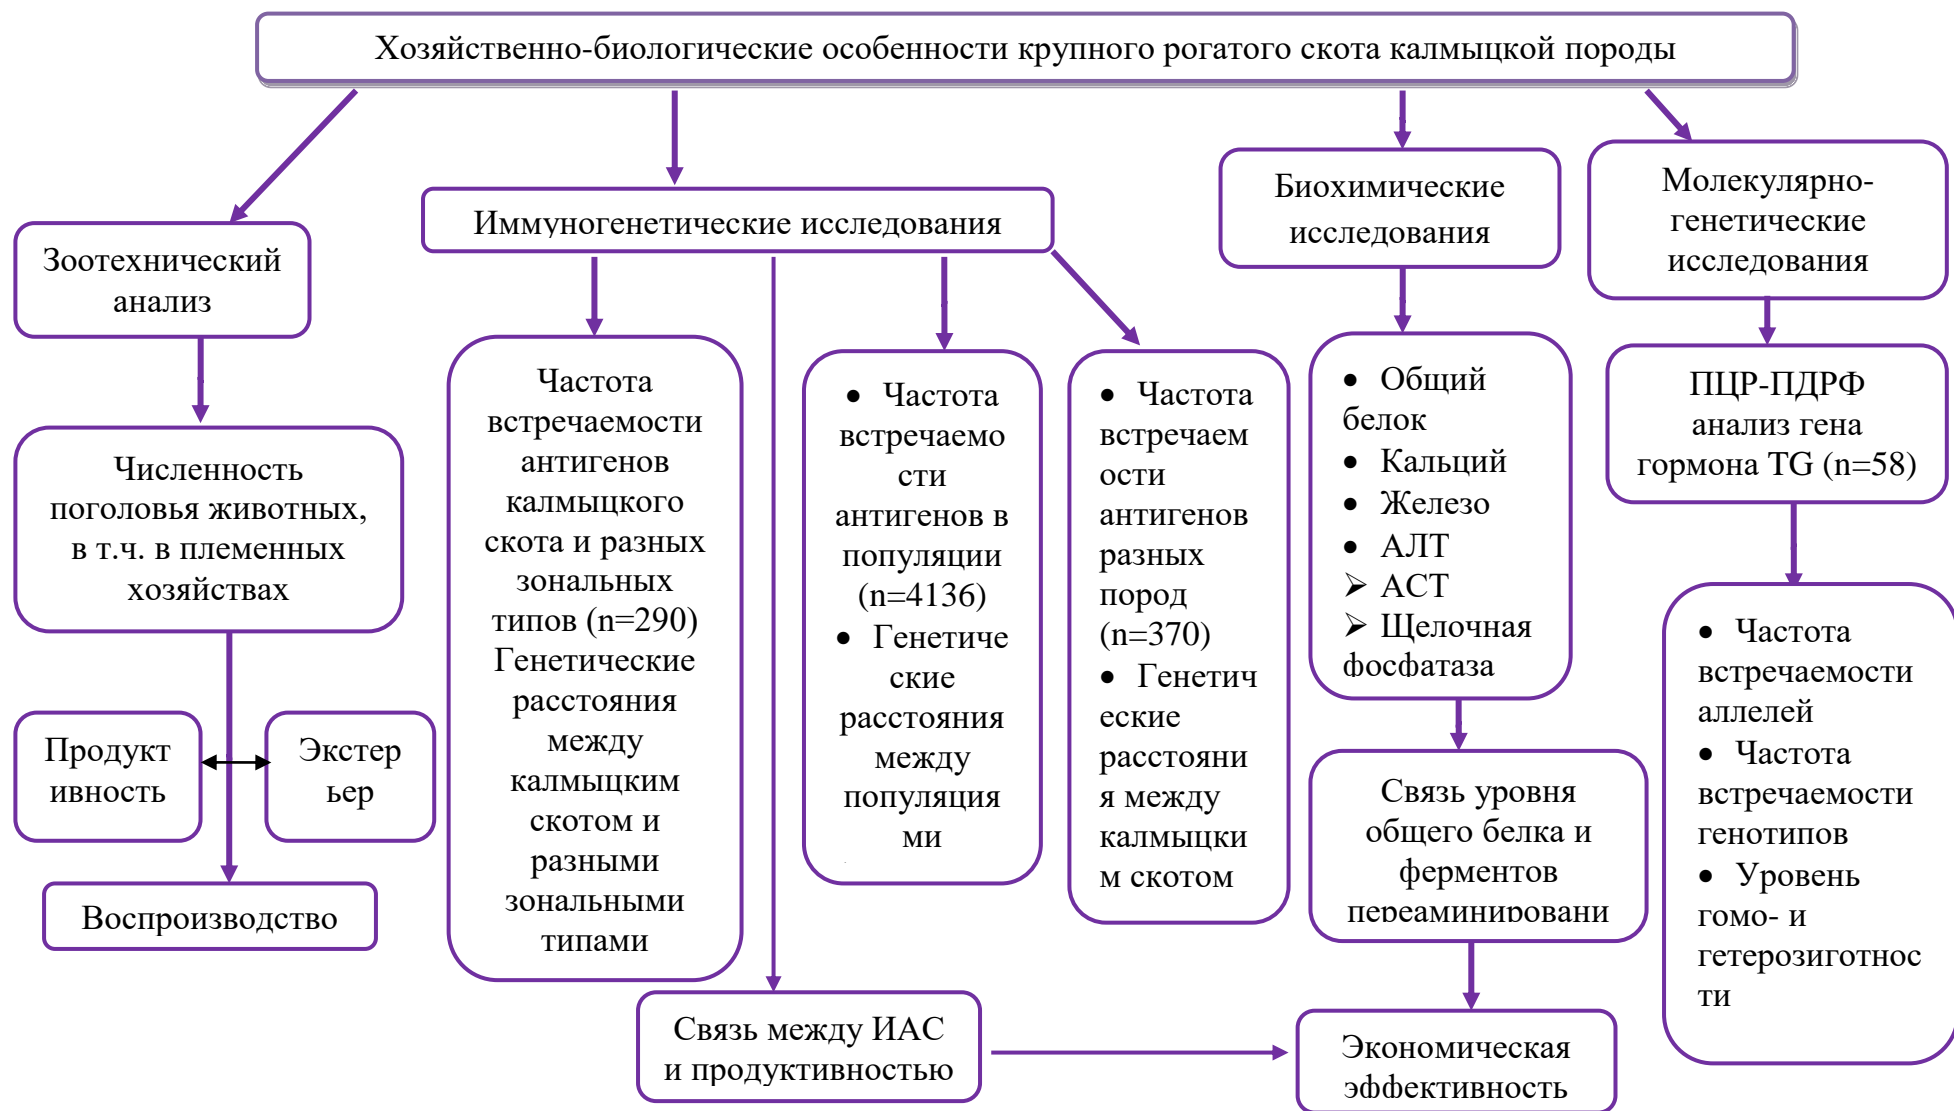 Хозяйственно-биологические особенности крупного рогатого скота калмыцкой породы
Зоотехнический
анализ
Иммуногенетические исследования
Биохимические
исследования
Молекулярно-
генетические
исследования
Численность
поголовья животных,
в т.ч. в племенных
хозяйствах
Продукт
ивность
Экстер
ьер
Воспроизводство
Частота
встречаемости
антигенов
калмыцкого
скота и разных
зональных
типов (n=290)
Генетические
расстояния
между
калмыцким
скотом и
разными
зональными
типами
• Частота
встречаемо
сти
антигенов в
популяции
(n=4136)
• Генетиче
ские
расстояния
между
популяция
ми
• Частота
встречаем
ости
антигенов
разных
пород
(n=370)
• Генетич
еские
расстояни
я между
калмыцки
м скотом
• Общий
белок
• Кальций
• Железо
• АЛТ
➢ АСТ
➢ Щелочная
фосфатаза
Связь уровня
общего белка и
ферментов
переаминировани
ПЦР-ПДРФ
анализ гена
гормона TG (n=58)
• Частота
встречаемости
аллелей
• Частота
встречаемости
генотипов
• Уровень
гомо- и
гетерозиготнос
ти
Связь между ИАС
и продуктивностью
Экономическая
эффективность